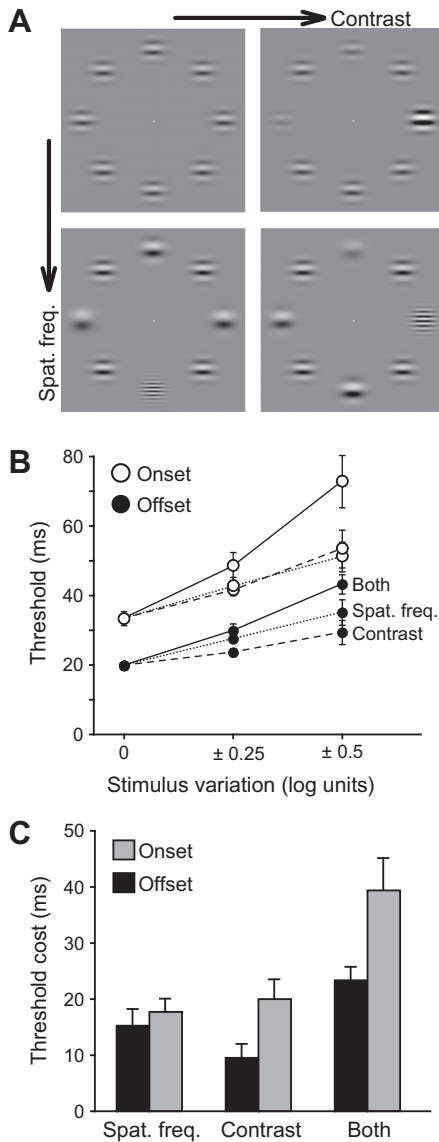 A
Contrast
Spat. freq.
B
80
60
40
20
0
Threshold (ms)
Onset
Offset
Both
Spat. freq.
Contrast
0
± 0.25
± 0.5
Stimulus variation (log units)
C
50
40
30
20
10
0
Threshold cost (ms)
Onset
Offset
Spat. freq.
Contrast
Both